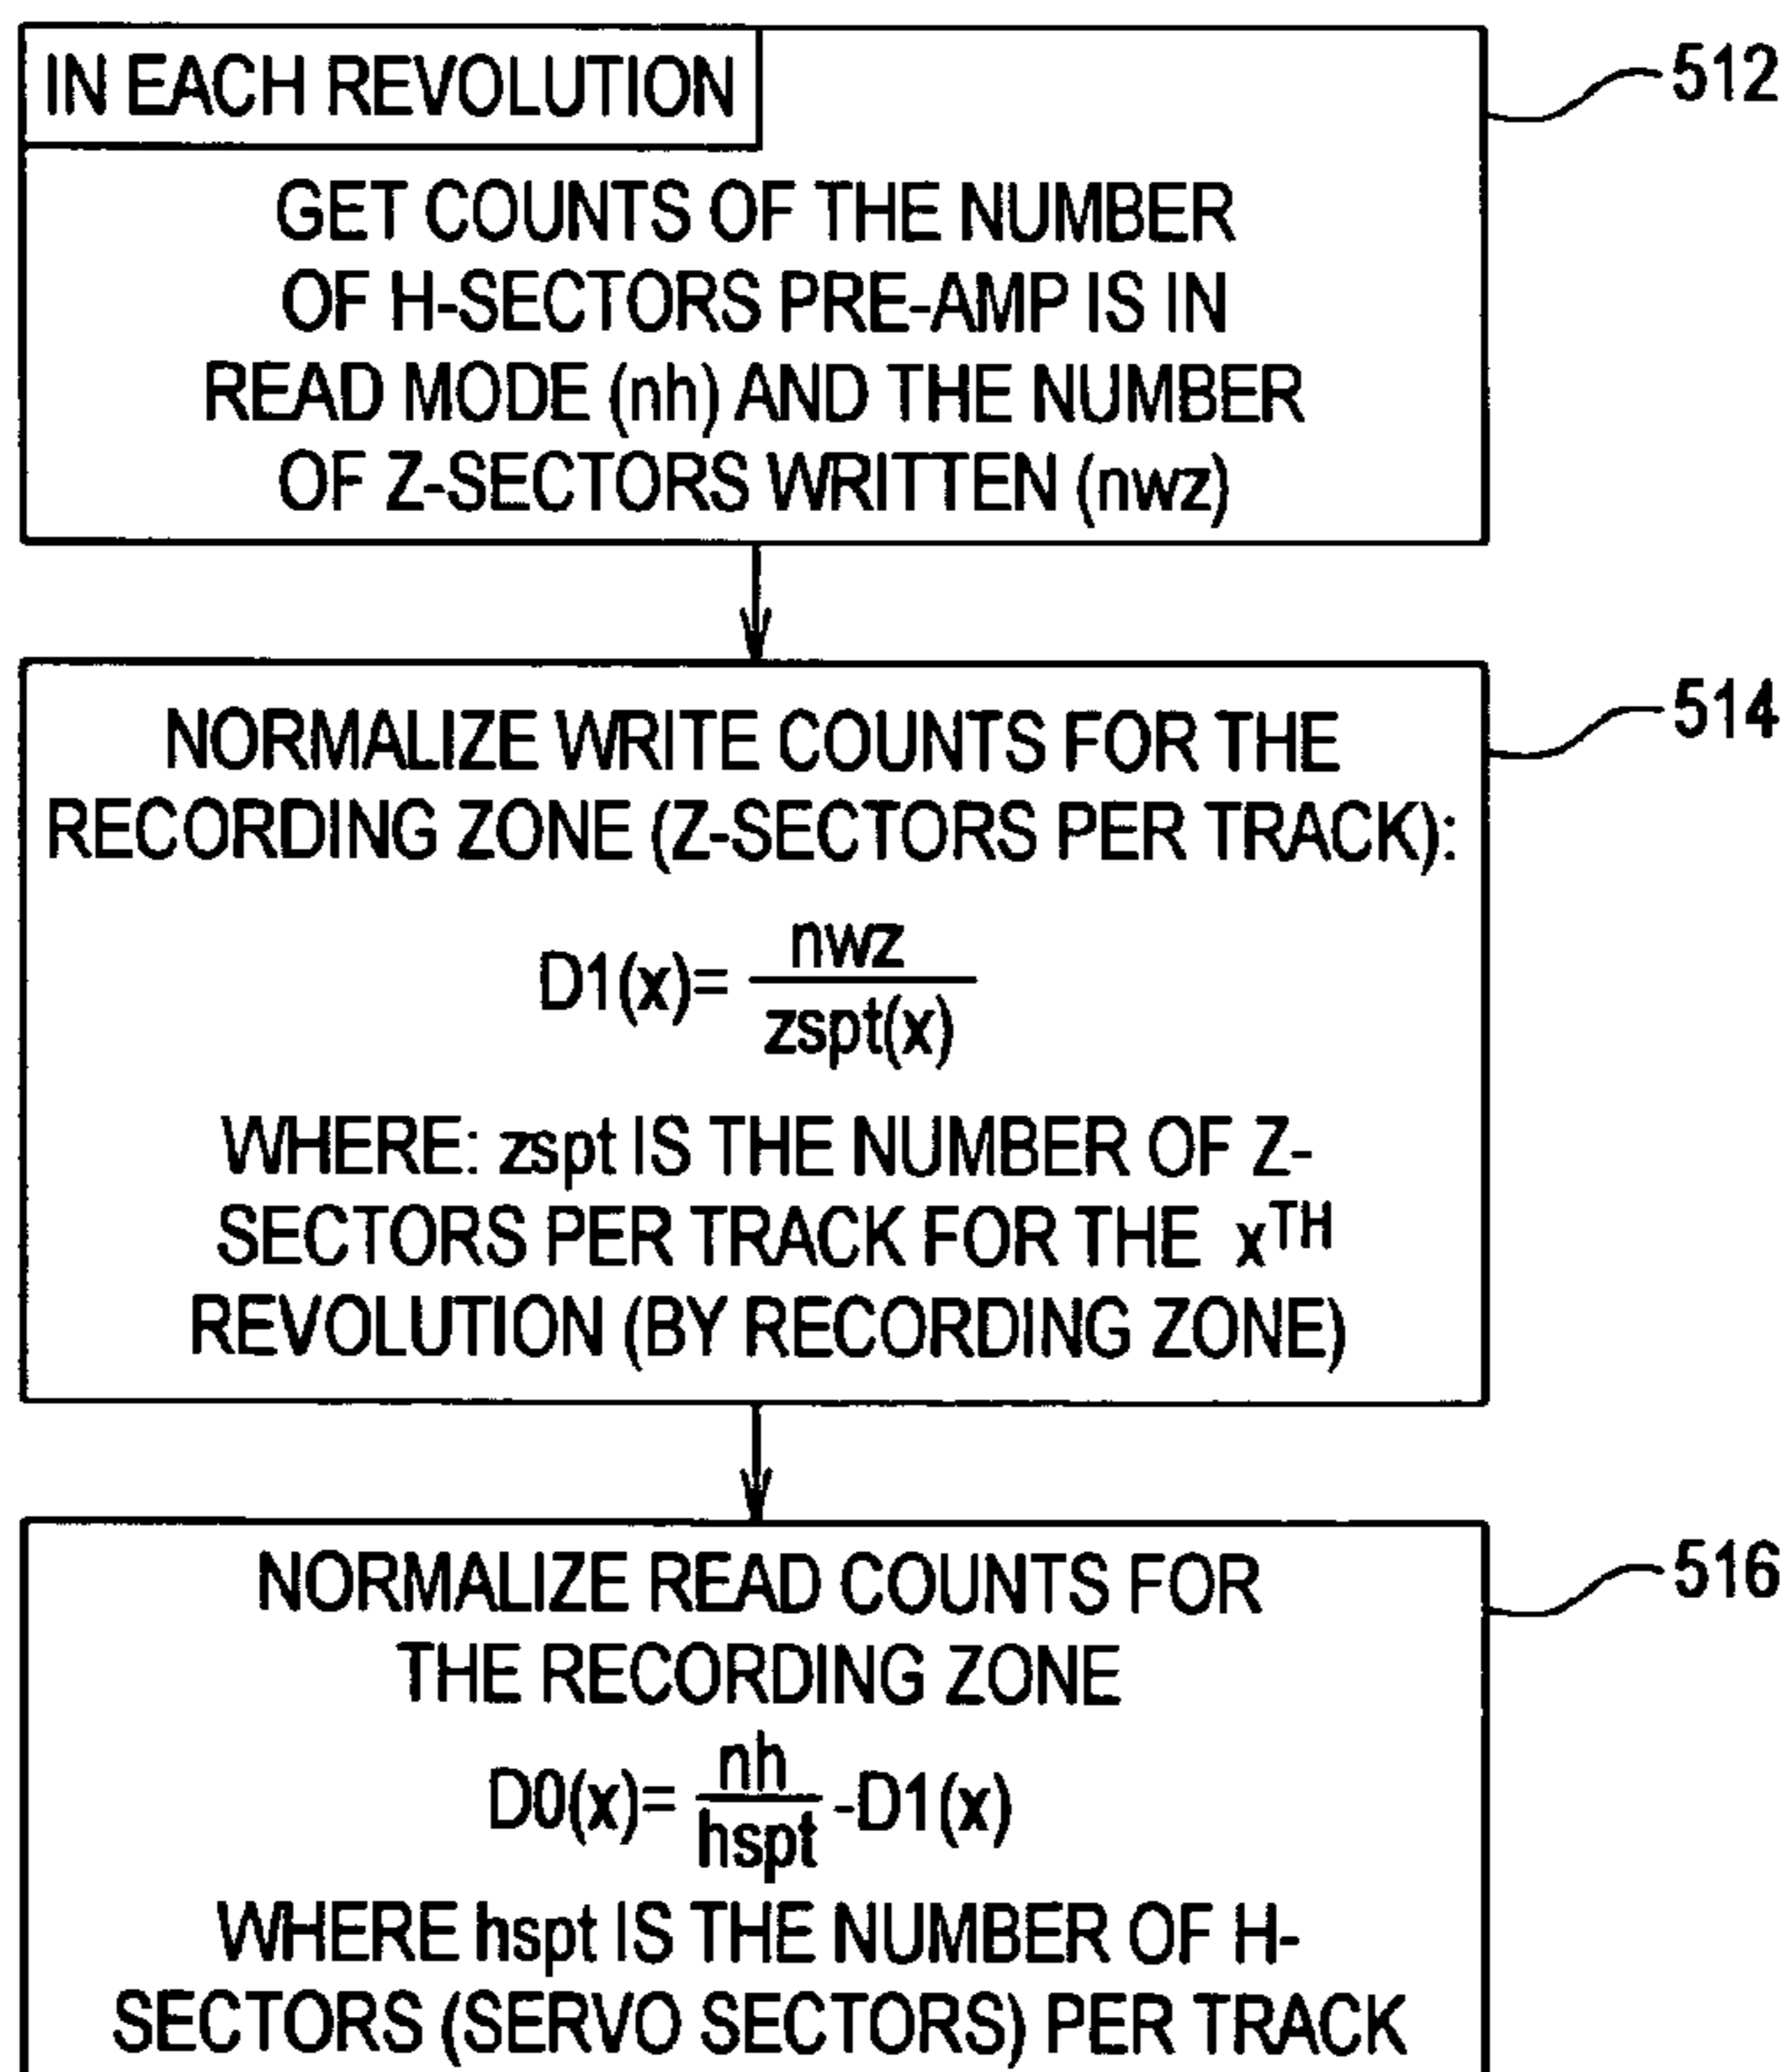 IN EACH REVOLUTION
512
GET COUNTS OF THE NUMBER
OF H-SECTORS PRE-AMP IS IN
READ MODE (nh) AND THE NUMBER
OF Z-SECTORS WRITTEN (nwz)
514
NORMALIZE WRITE COUNTS FOR THE
RECORDING ZONE (Z-SECTORS PER TRACK):
D1(x)= nwz / zspt(x)
WHERE: zspt IS THE NUMBER OF Z-
SECTORS PER TRACK FOR THE xTH
REVOLUTION (BY RECORDING ZONE)
516
NORMALIZE READ COUNTS FOR
THE RECORDING ZONE
D0(x)= nh / hspt -D1(x)
WHERE hspt IS THE NUMBER OF H-
SECTORS (SERVO SECTORS) PER TRACK